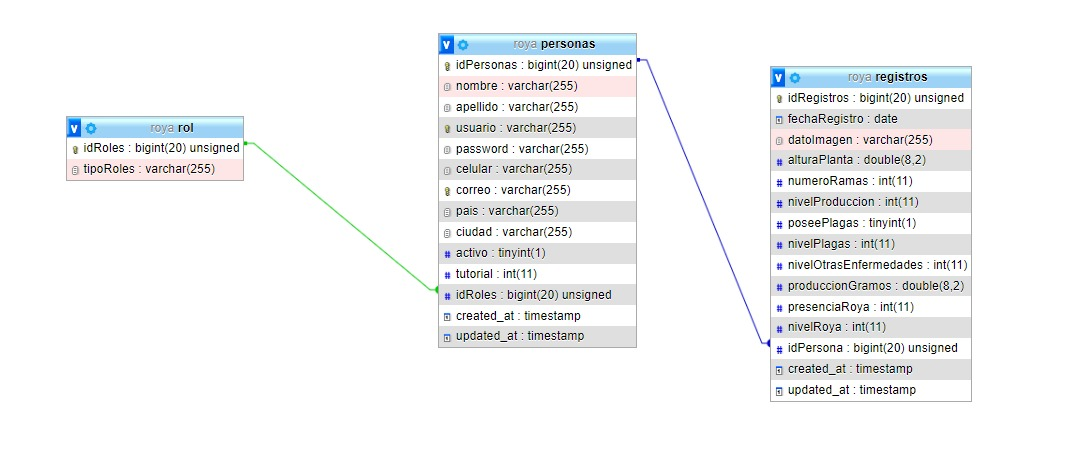 roya rol
idRoles : bigint(20) unsigned
tipoRoles : varchar(255)
v roya personas
idPersonas : bigint(20) unsigned
nombre : varchar(255)
apellido : varchar(255)
usuario : varchar(255)
password : varchar(255)
celular : varchar(255)
correo : varchar(255)
pais : varchar(255)
ciudad : varchar(255)
activo : tinyint(1)
tutorial : int(11)
idRoles : bigint(20) unsigned
created_at : timestamp
updated_at : timestamp
v roya registros
idRegistros : bigint(20) unsigned
fechaRegistro : date
datoImagen : varchar(255)
alturaPlanta : double(8,2)
numeroRamas : int(11)
nivelProduccion : int(11)
poseePlagas : tinyint(1)
nivelPlagas : int(11)
nivelOtrasEnfermedades : int(11)
produccionGramos : double(8,2)
presenciaRoya : int(11)
nivelRoya : int(11)
idPersona : bigint(20) unsigned
created_at : timestamp
updated_at : timestamp